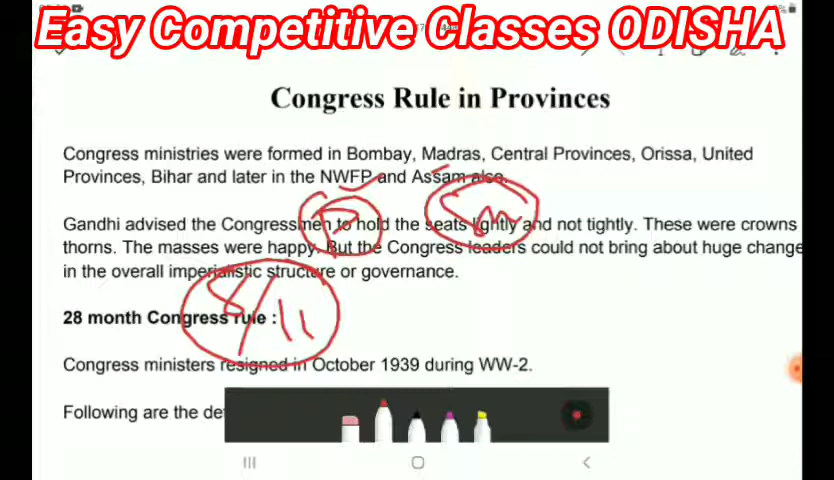 Easy Competitive Classes ODISHA
Congress Rule in Provinces
Congress ministries were formed in Bombay, Madras, Central Provinces, Orissa, United
Provinces, Bihar and later in the NWFP and Assam also.
Gandhi advised the Congressmen to hold the seats lightly and not tightly. These were crowns
thorns. The masses were happy. But the Congress leaders could not bring about huge change
in the overall imperialistic structure or governance.
8/11
28 month Congress rule :
Congress ministers resigned in October 1939 during WW-2.
Following are the de